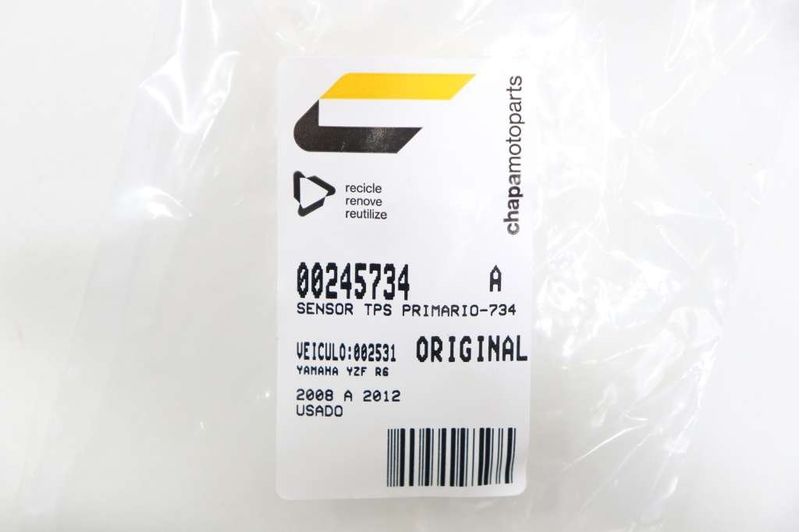 chapamotoparts
recicle
renove
reutilize
00245734 A
SENSOR TPS PRIMARIO-734
VEICULO:002531 ORIGINAL
YAMAHA YZF R6
2008 A 2012
USADO